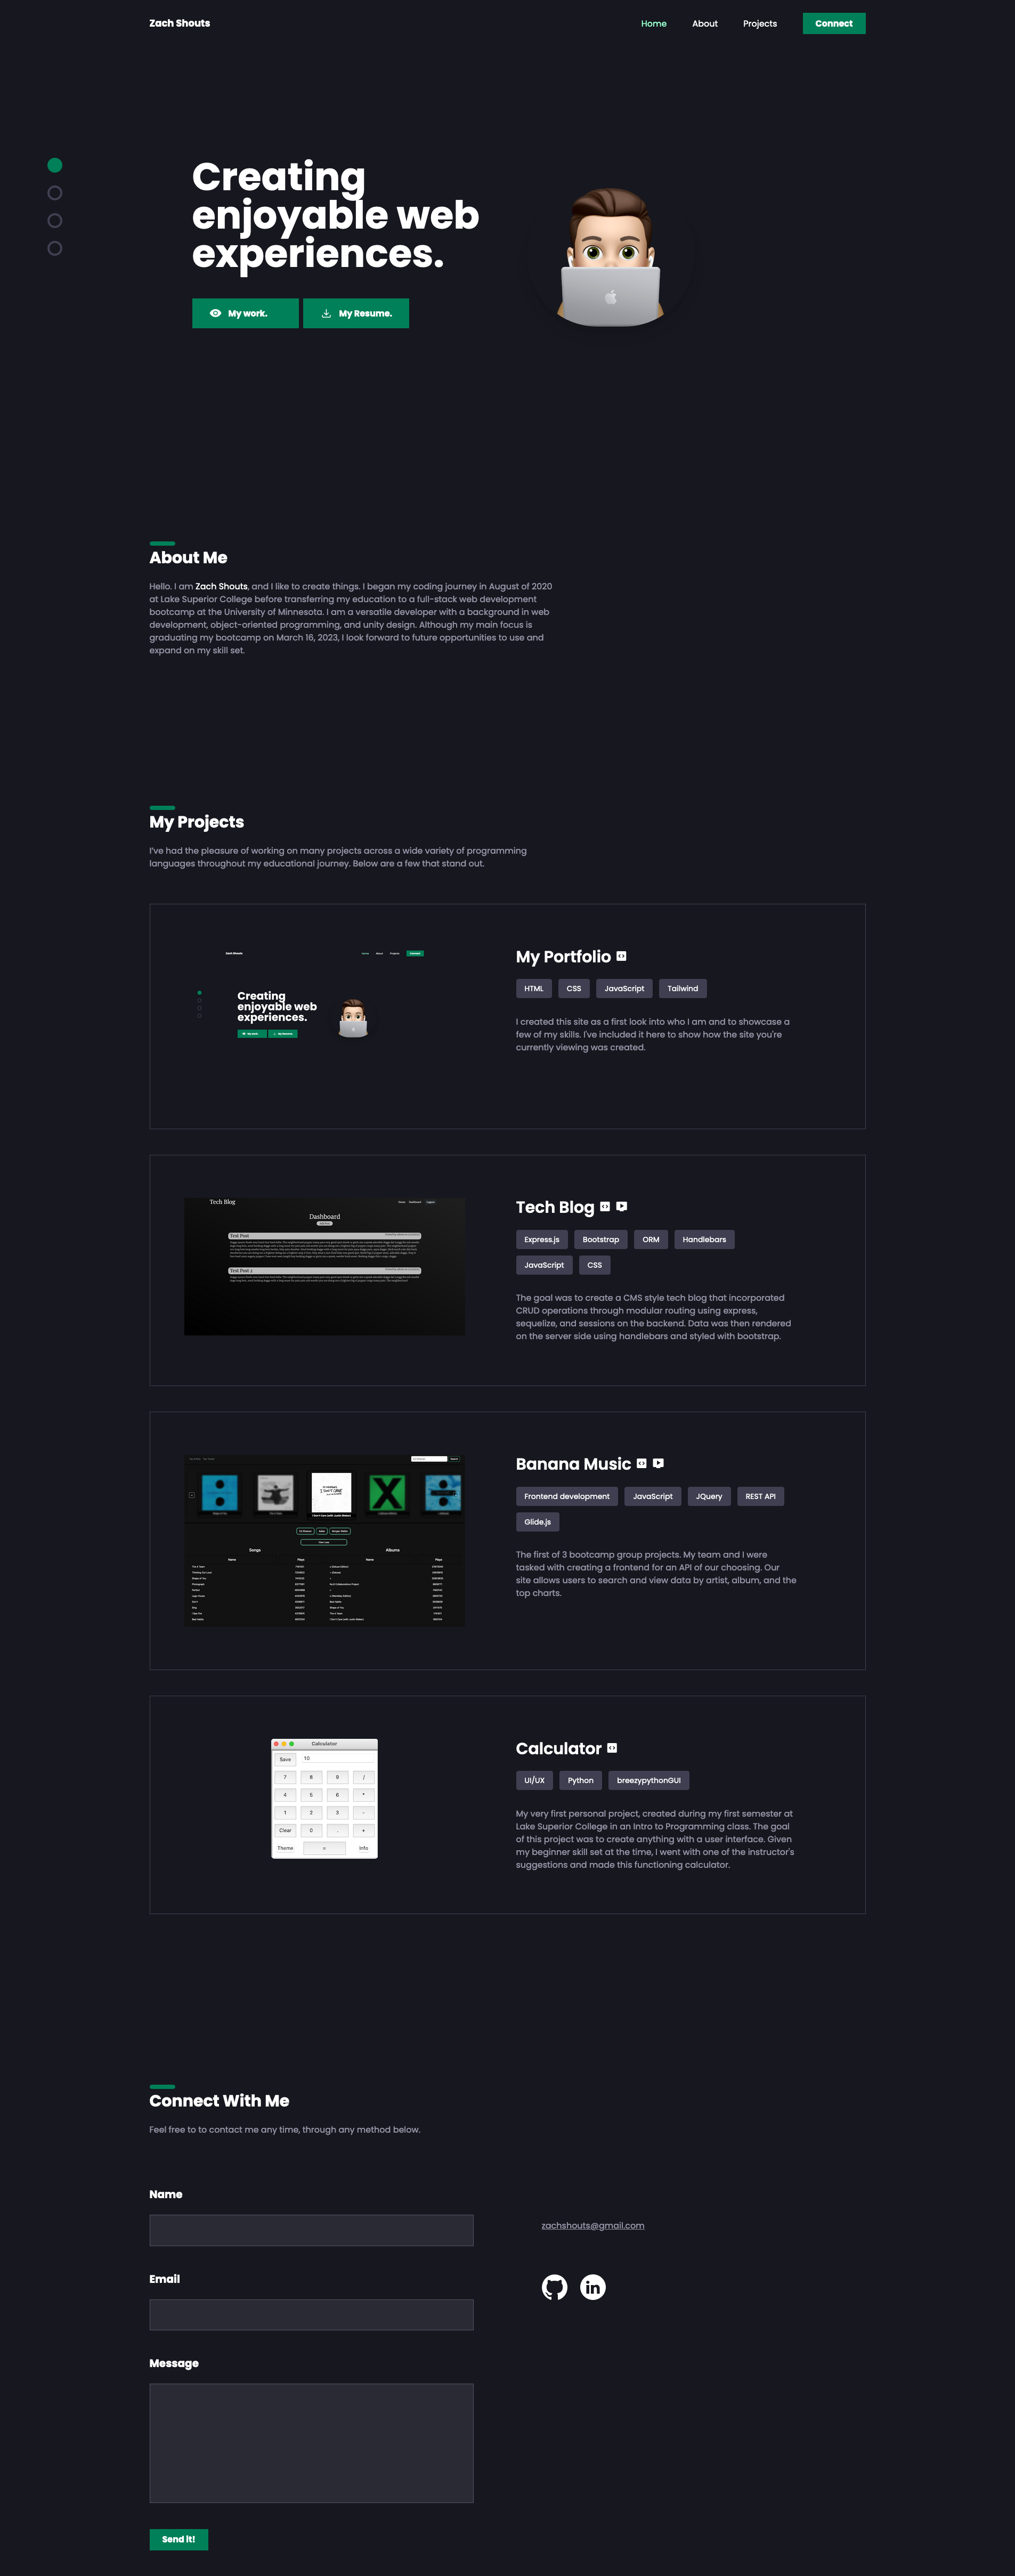 Zach Shouts
Home
About
Projects
Connect
Creating
enjoyable web
experiences.
My work.
My Resume.
About Me
Hello. I am Zach Shouts, and I like to create things. I began my coding journey in August of 2020
at Lake Superior College before transferring my education to a full-stack web development
bootcamp at the University of Minnesota. I am a versatile developer with a background in web
development, object-oriented programming, and unity design. Although my main focus is
graduating my bootcamp on March 16, 2023, I look forward to future opportunities to use and
expand on my skill set.
My Projects
I've had the pleasure of working on many projects across a wide variety of programming
languages throughout my educational journey. Below are a few that stand out.
Zach Shouts
Home
About
Projects
Connect
Creating
enjoyable web
experiences.
My work.
My Resume.
My Portfolio
HTML
CSS
JavaScript
Tailwind
I created this site as a first look into who I am and to showcase a
few of my skills. I've included it here to show how the site you're
currently viewing was created.
Tech Blog
Home
Dashboard
Logout
Dashboard
Test Post
Test Post 2
Tech Blog
Express.js
Bootstrap
ORM
Handlebars
JavaScript
CSS
The goal was to create a CMS style tech blog that incorporated
CRUD operations through modular routing using express,
sequelize, and sessions on the backend. Data was then rendered
on the server side using handlebars and styled with bootstrap.
Songs
Albums
Name
Plays
Name
Plays
Banana Music
Frontend development
JavaScript
JQuery
REST API
Glide.js
The first of 3 bootcamp group projects. My team and I were
tasked with creating a frontend for an API of our choosing. Our
site allows users to search and view data by artist, album, and the
top charts.
Calculator
Save
10
7
8
9
/
4
5
6
*
1
2
3
-
Clear
0
.
+
Theme
=
Info
Calculator
UI/UX
Python
breezypythonGUI
My very first personal project, created during my first semester at
Lake Superior College in an Intro to Programming class. The goal
of this project was to create anything with a user interface. Given
my beginner skill set at the time, I went with one of the instructor's
suggestions and made this functioning calculator.
Connect With Me
Feel free to to contact me any time, through any method below.
Name
zachshouts@gmail.com
Email
Message
Send it!